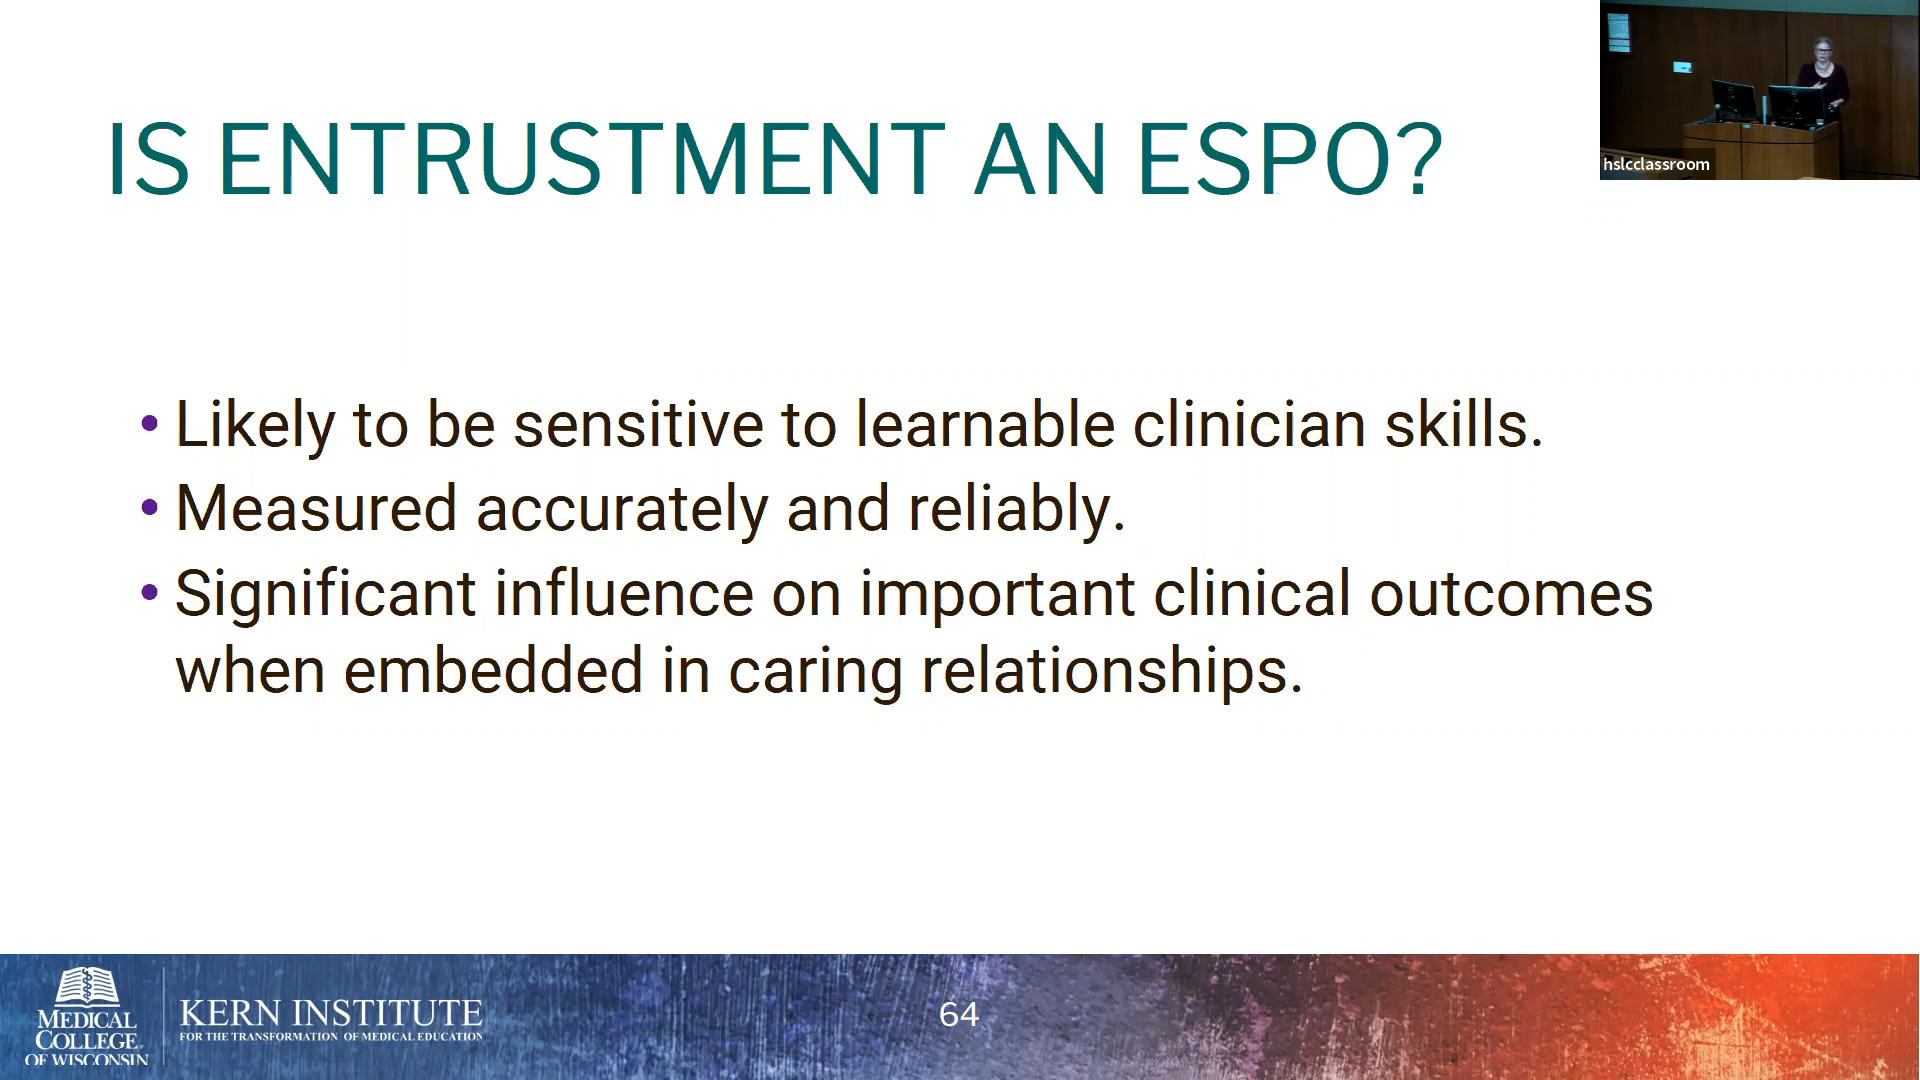 IS ENTRUSTMENT AN ESPO?
hslcclassroom
• Likely to be sensitive to learnable clinician skills.
• Measured accurately and reliably.
• Significant influence on important clinical outcomes
when embedded in caring relationships.
MEDICAL
COLLEGE
OF WISCONSIN
KERN INSTITUTE
FOR THE TRANSFORMATION OF MEDICAL EDUCATION
64